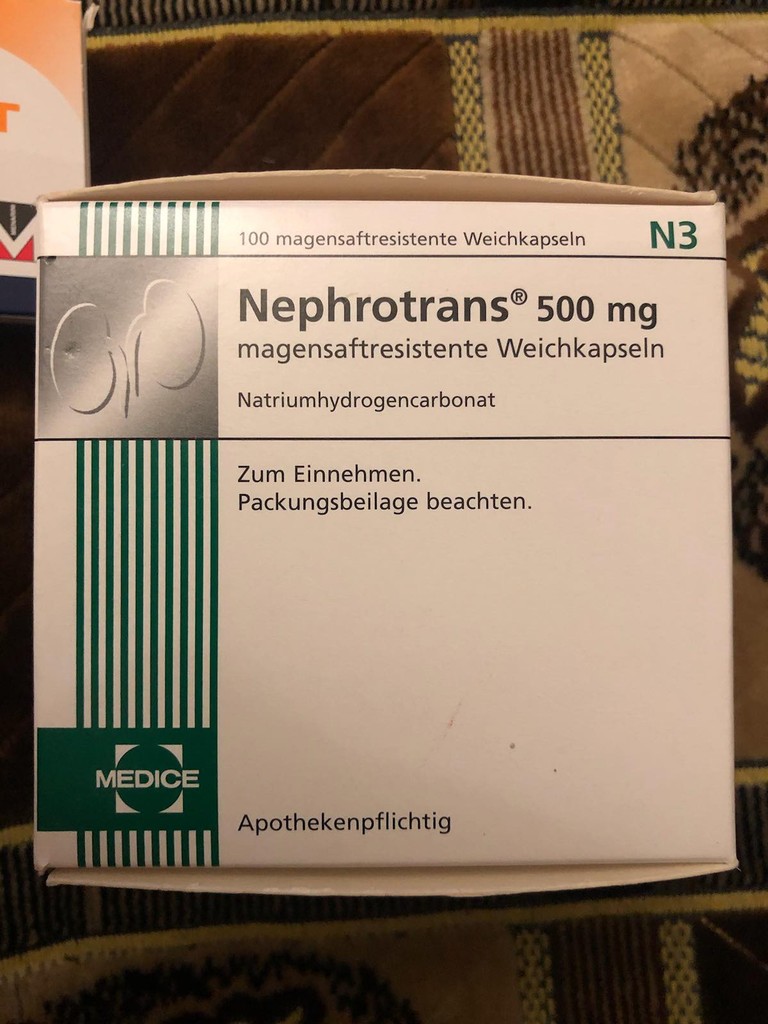 T
M
100 magensaftresistente Weichkapseln N3
Nephrotrans® 500 mg
magensaftresistente Weichkapseln
Natriumhydrogencarbonat
Zum Einnehmen.
Packungsbeilage beachten.
MEDICE
Apothekenpflichtig